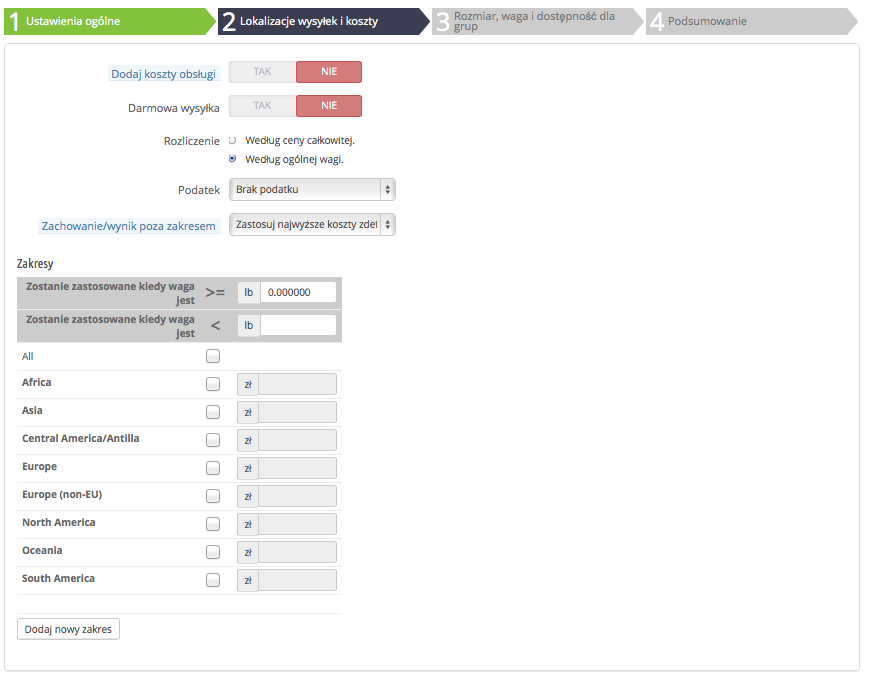 1 Ustawienia ogólne
2 Lokalizacje wysyłek i koszty
3 Rozmiar, waga i dostępność dla
grup
4 Podsumowanie
Dodaj koszty obsługi TAK NIE
Darmowa wysyłka TAK NIE
Rozliczenie Według ceny całkowitej.
Według ogólnej wagi.
Podatek Brak podatku
Zachowanie/wynik poza zakresem Zastosuj najwyższe koszty zdef
Zakresy
Zostanie zastosowane kiedy waga
jest >= lb 0.000000
Zostanie zastosowane kiedy waga
jest < lb
All
Africa zł
Asia zł
Central America/Antilla zł
Europe zł
Europe (non-EU) zł
North America zł
Oceania zł
South America zł
Dodaj nowy zakres